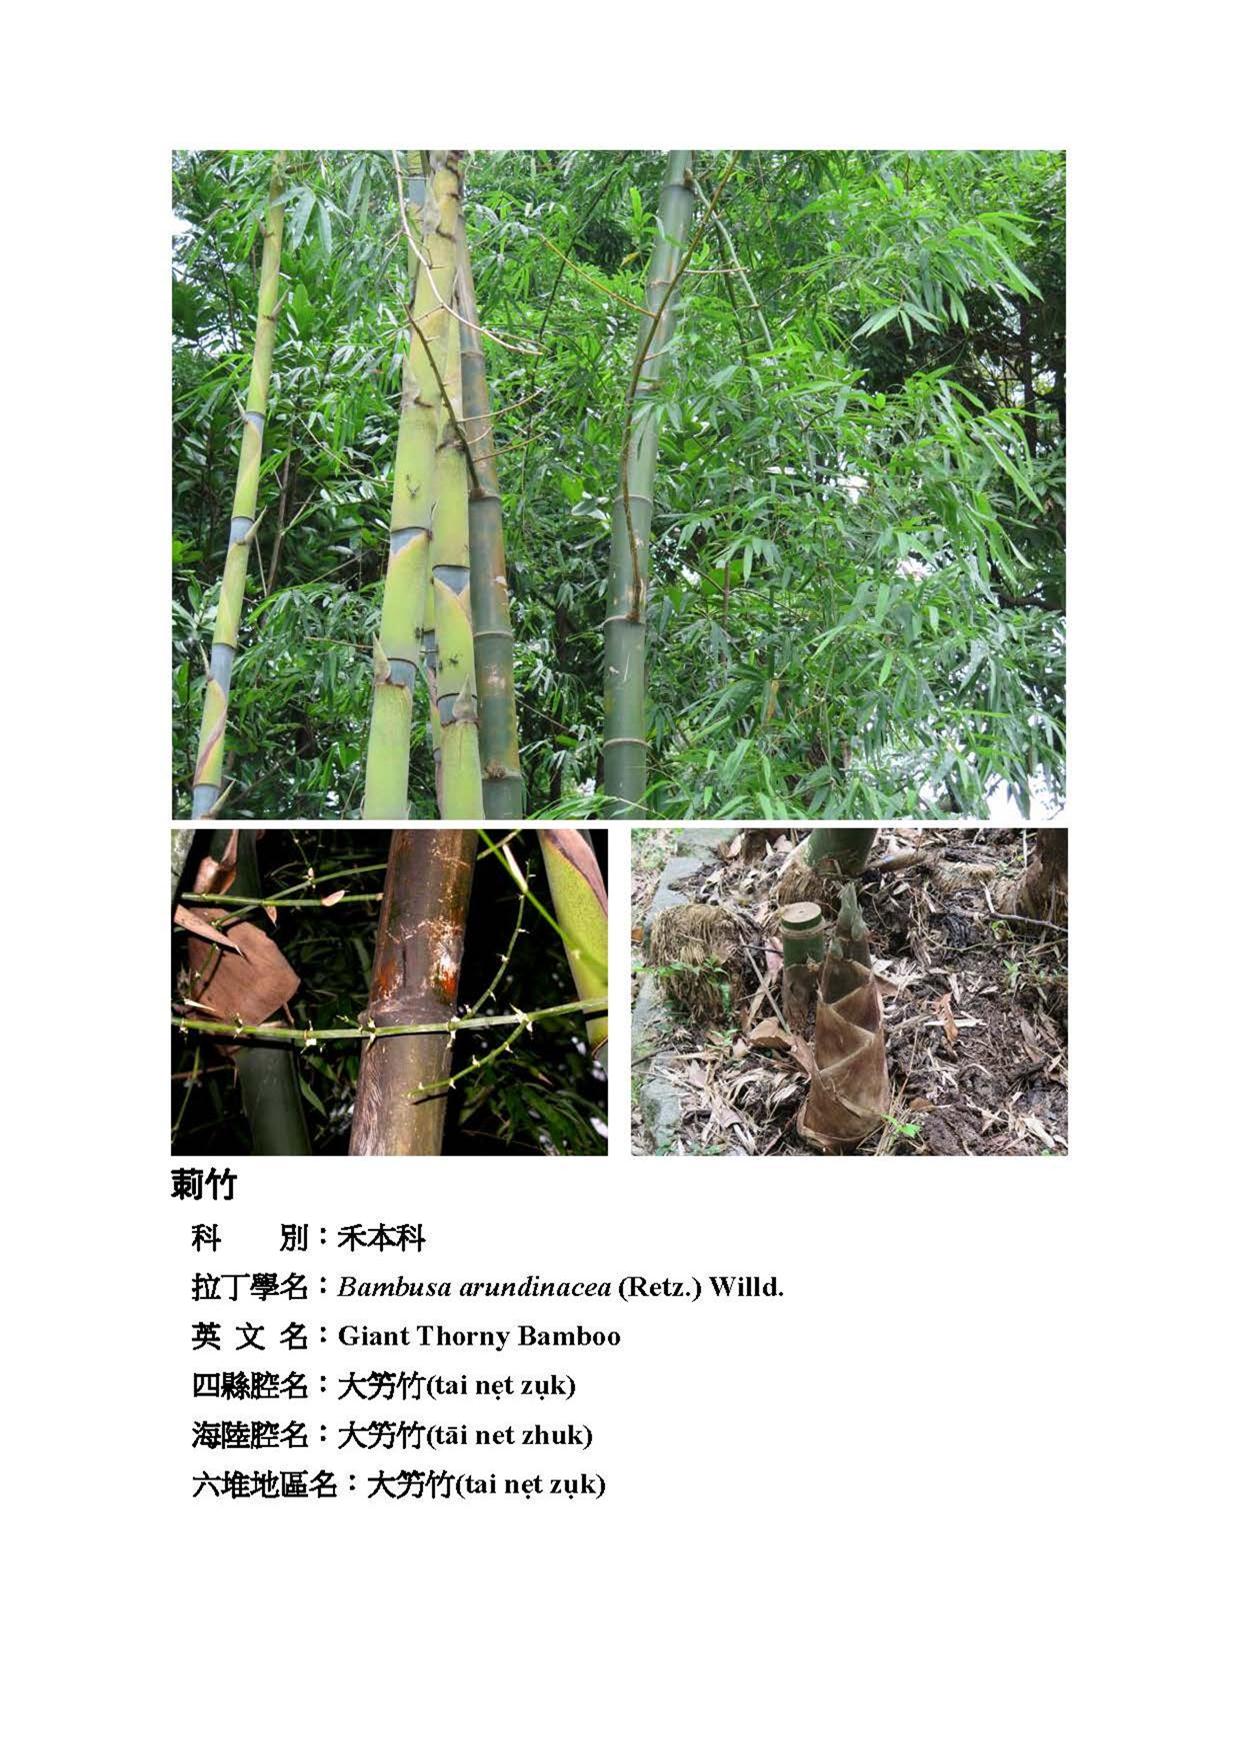 莿竹
科　　別：禾本科
拉丁學名：Bambusa arundinacea (Retz.) Willd.
英 文 名：Giant Thorny Bamboo
四縣腔名：大竻竹(tai nẹt zụk)
海陸腔名：大竻竹(tāi net zhuk)
六堆地區名：大竻竹(tai nẹt zụk)